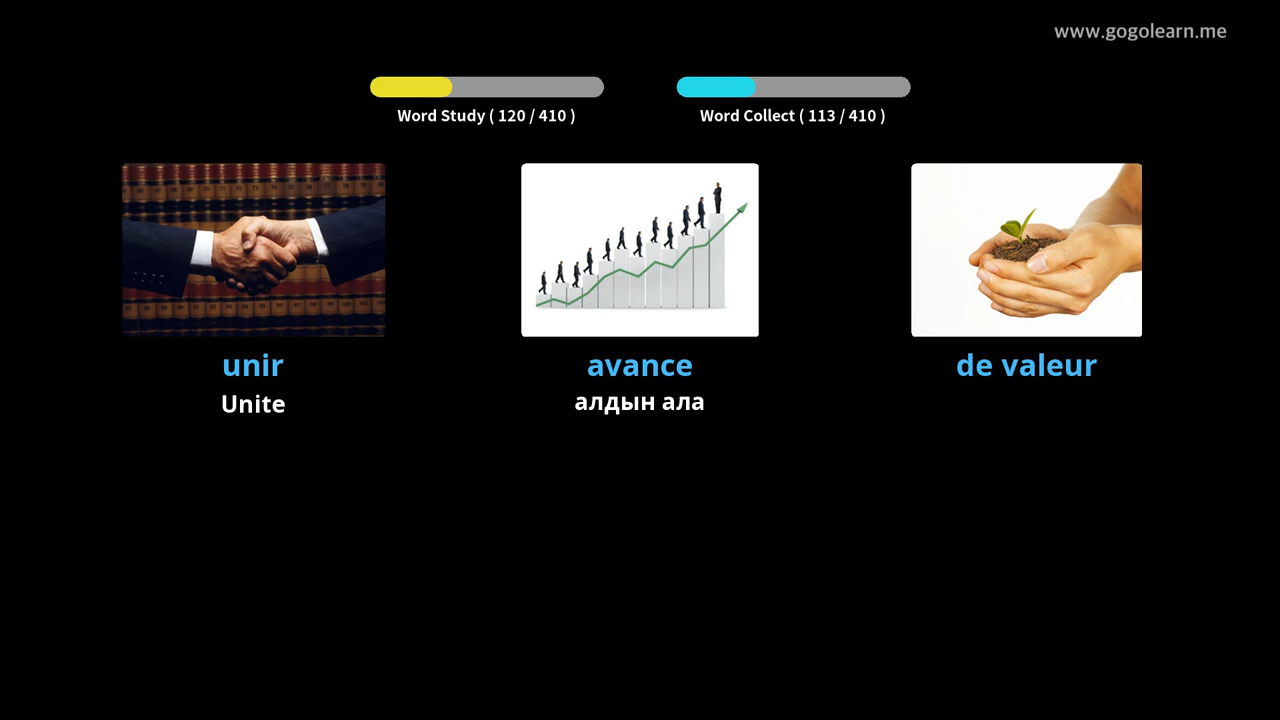 www.gogolearn.me
Word Study ( 120 / 410 )
Word Collect ( 113 / 410 )
unir
Unite
avance
алдын ала
de valeur